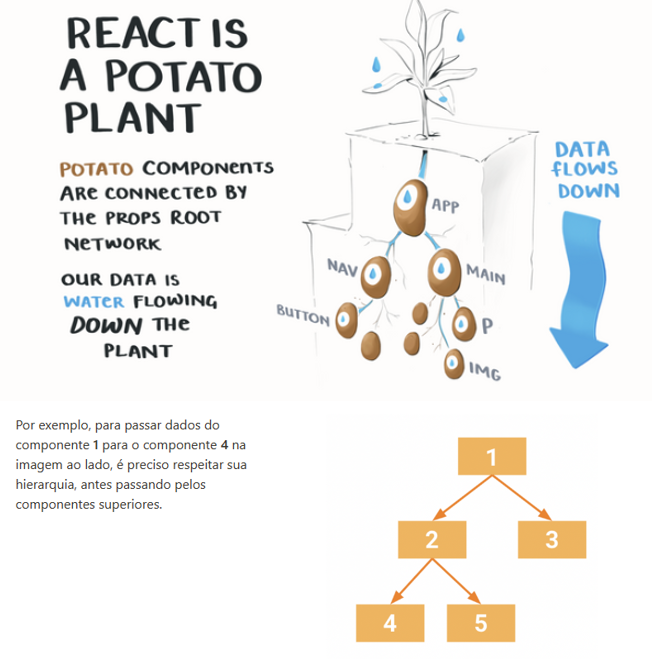 REACT IS
A POTATO
PLANT
POTATO COMPONENTS
ARE CONNECTED BY
THE PROPS ROOT
NETWORK
OUR DATA IS
WATER FLOWING
DOWN THE
PLANT
DATA
FLOWS
DOWN
APP
NAV
MAIN
BUTTON
P
IMG
Por exemplo, para passar dados do
componente 1 para o componente 4 na
imagem ao lado, é preciso respeitar sua
hierarquia, antes passando pelos
componentes superiores.
1
2
3
4
5